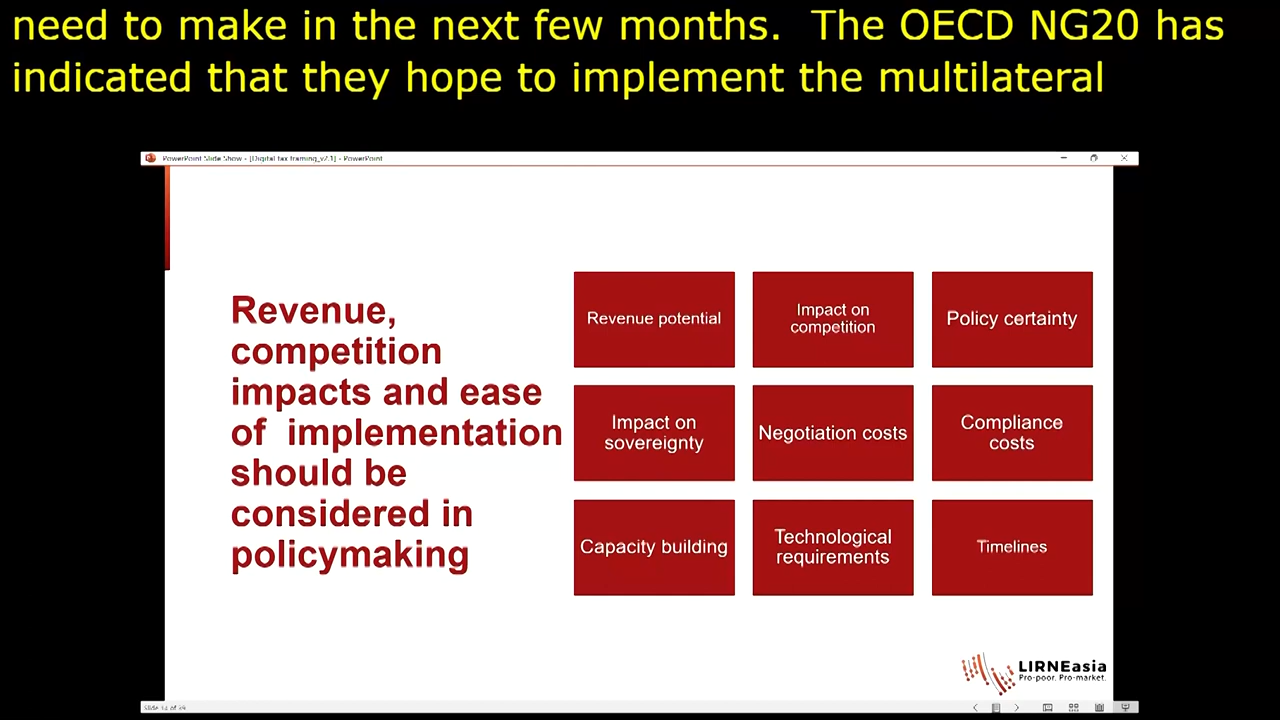 need to make in the next few months.  The OECD NG20 has
indicated that they hope to implement the multilateral
PowerPoint Slide Show - [Digital tax framing_v2.1] - PowerPoint
Revenue,
competition
impacts and ease
of  implementation
should be
considered in
policymaking
Revenue potential
Impact on
competition
Policy certainty
Impact on
sovereignty
Negotiation costs
Compliance
costs
Capacity building
Technological
requirements
Timelines
LIRNEasia
Pro-poor. Pro-market.